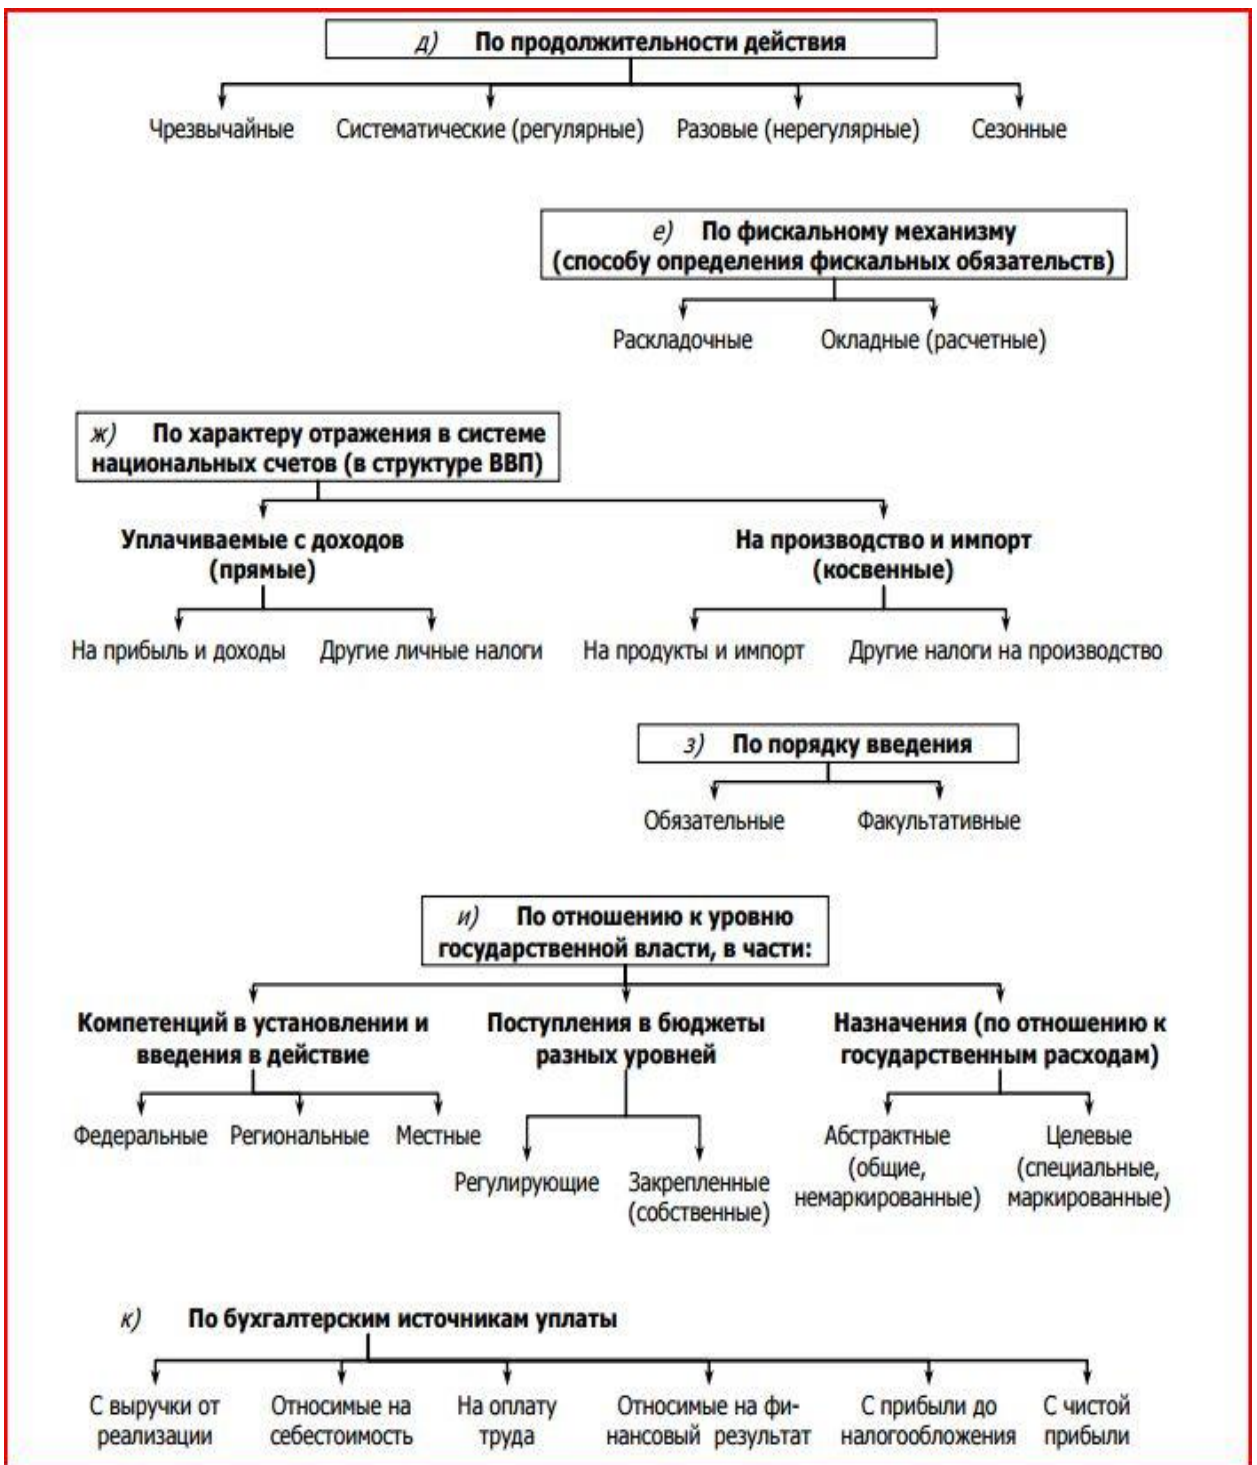 д) По продолжительности действия
Чрезвычайные Систематические (регулярные) Разовые (нерегулярные) Сезонные
е) По фискальному механизму
(способу определения фискальных обязательств)
Раскладочные Окладные (расчетные)
ж) По характеру отражения в системе
национальных счетов (в структуре ВВП)
Уплачиваемые с доходов
(прямые)
На производство и импорт
(косвенные)
На прибыль и доходы Другие личные налоги На продукты и импорт Другие налоги на производство
з) По порядку введения
Обязательные Факультативные
и) По отношению к уровню
государственной власти, в части:
Компетенций в установлении и
введения в действие
Поступления в бюджеты
разных уровней
Назначения (по отношению к
государственным расходам)
Федеральные Региональные Местные
Регулирующие
Закрепленные
(собственные)
Абстрактные
(общие,
немаркированные)
Целевые
(специальные,
маркированные)
к) По бухгалтерским источникам уплаты
С выручки от
реализации
Относимые на
себестоимость
На оплату
труда
Относимые на фи-
нансовый результат
С прибыли до
налогообложения
С чистой
прибыли